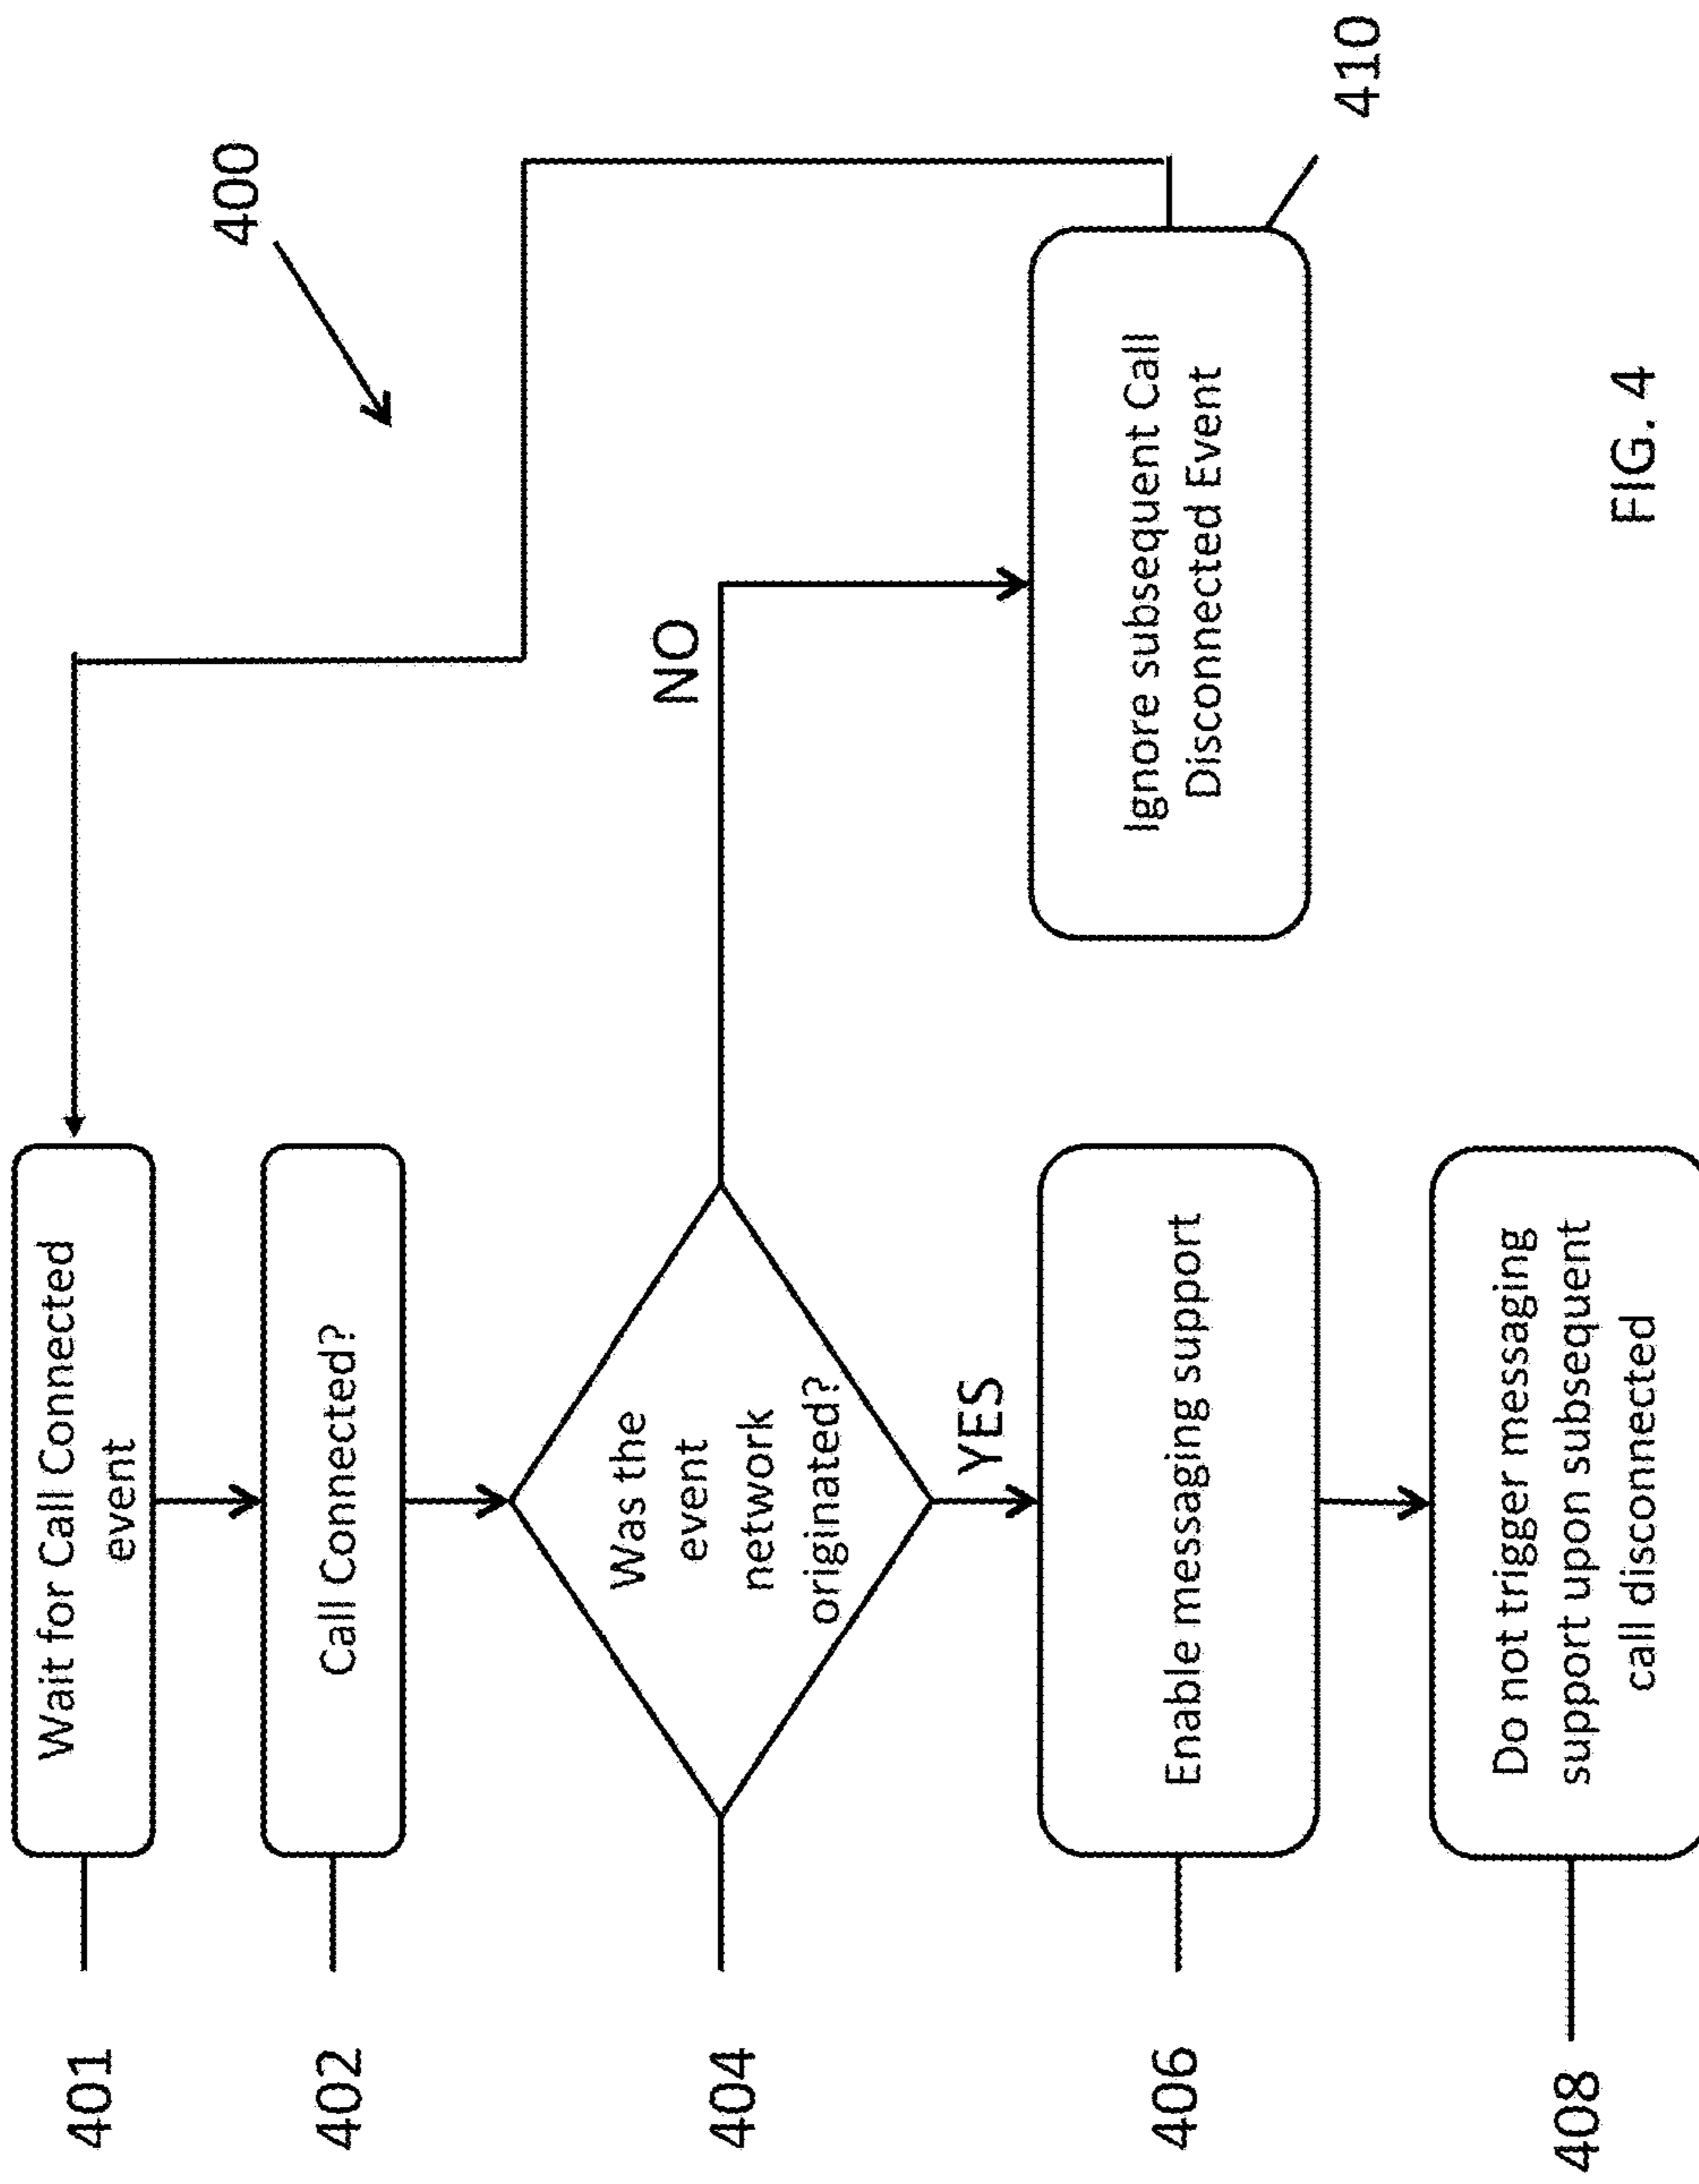 400
401
Wait for Call Connected
event
402
Call Connected?
404
Was the
event
network
originated?
NO
YES
406
Enable messaging support
Ignore subsequent Call
Disconnected Event
410
408
Do not trigger messaging
support upon subsequent
call disconnected
FIG. 4